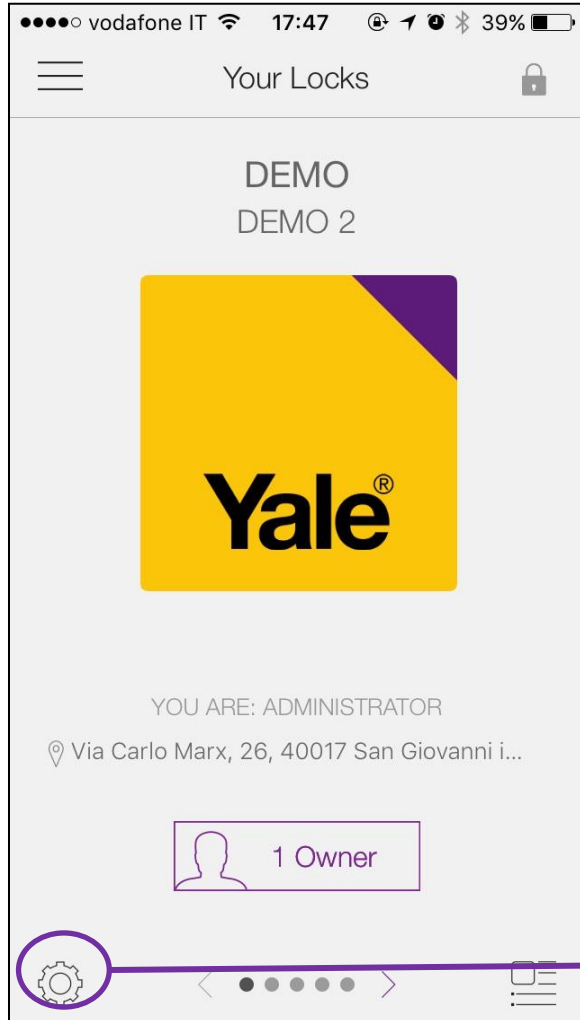 vodafone IT 17:47 39%
Your Locks
DEMO
DEMO 2
Yale®
YOU ARE: ADMINISTRATOR
Via Carlo Marx, 26, 40017 San Giovanni i...
1 Owner